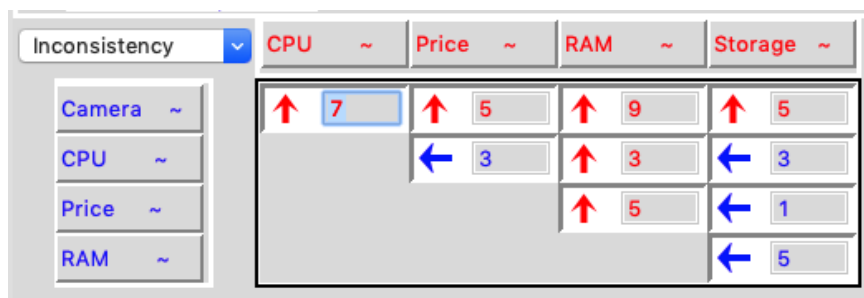 Inconsistency CPU ~ Price ~ RAM ~ Storage ~
Camera ~ 7 5 9 5
CPU ~ 3 3 3
Price ~ 5 1
RAM ~ 5